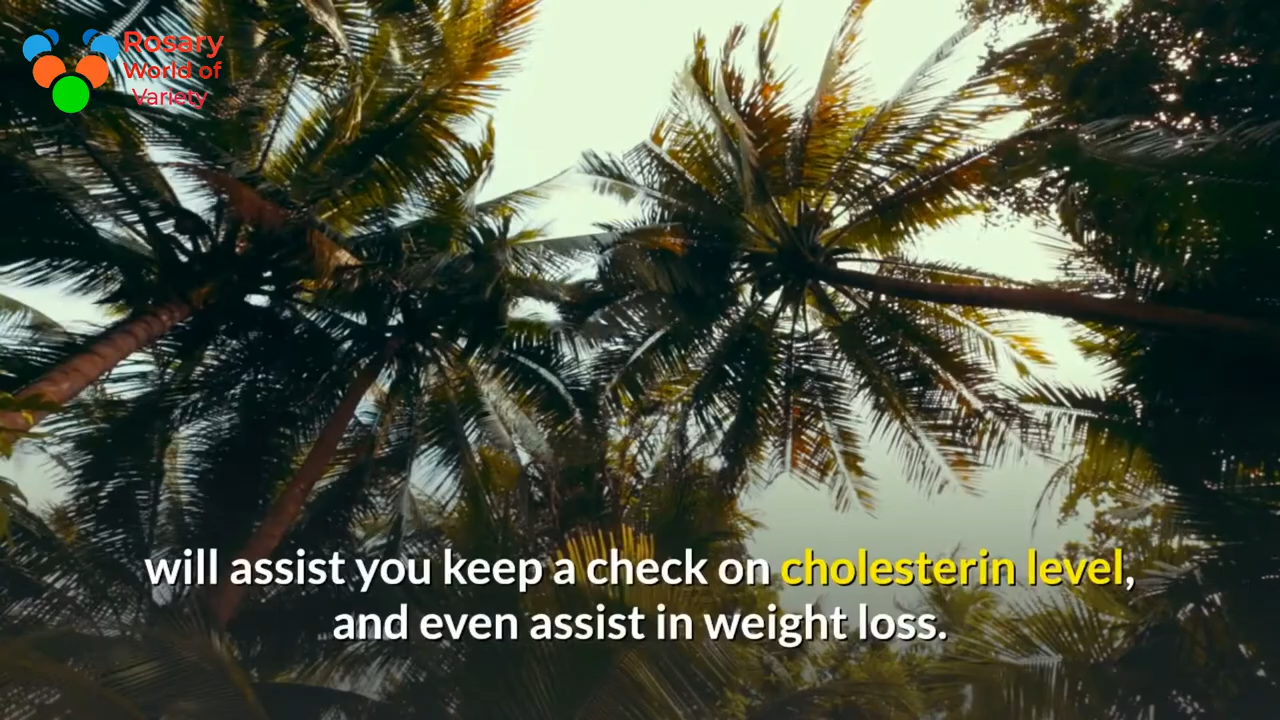 Rosary
World of
Variety
will assist you keep a check on cholesterin level,
and even assist in weight loss.